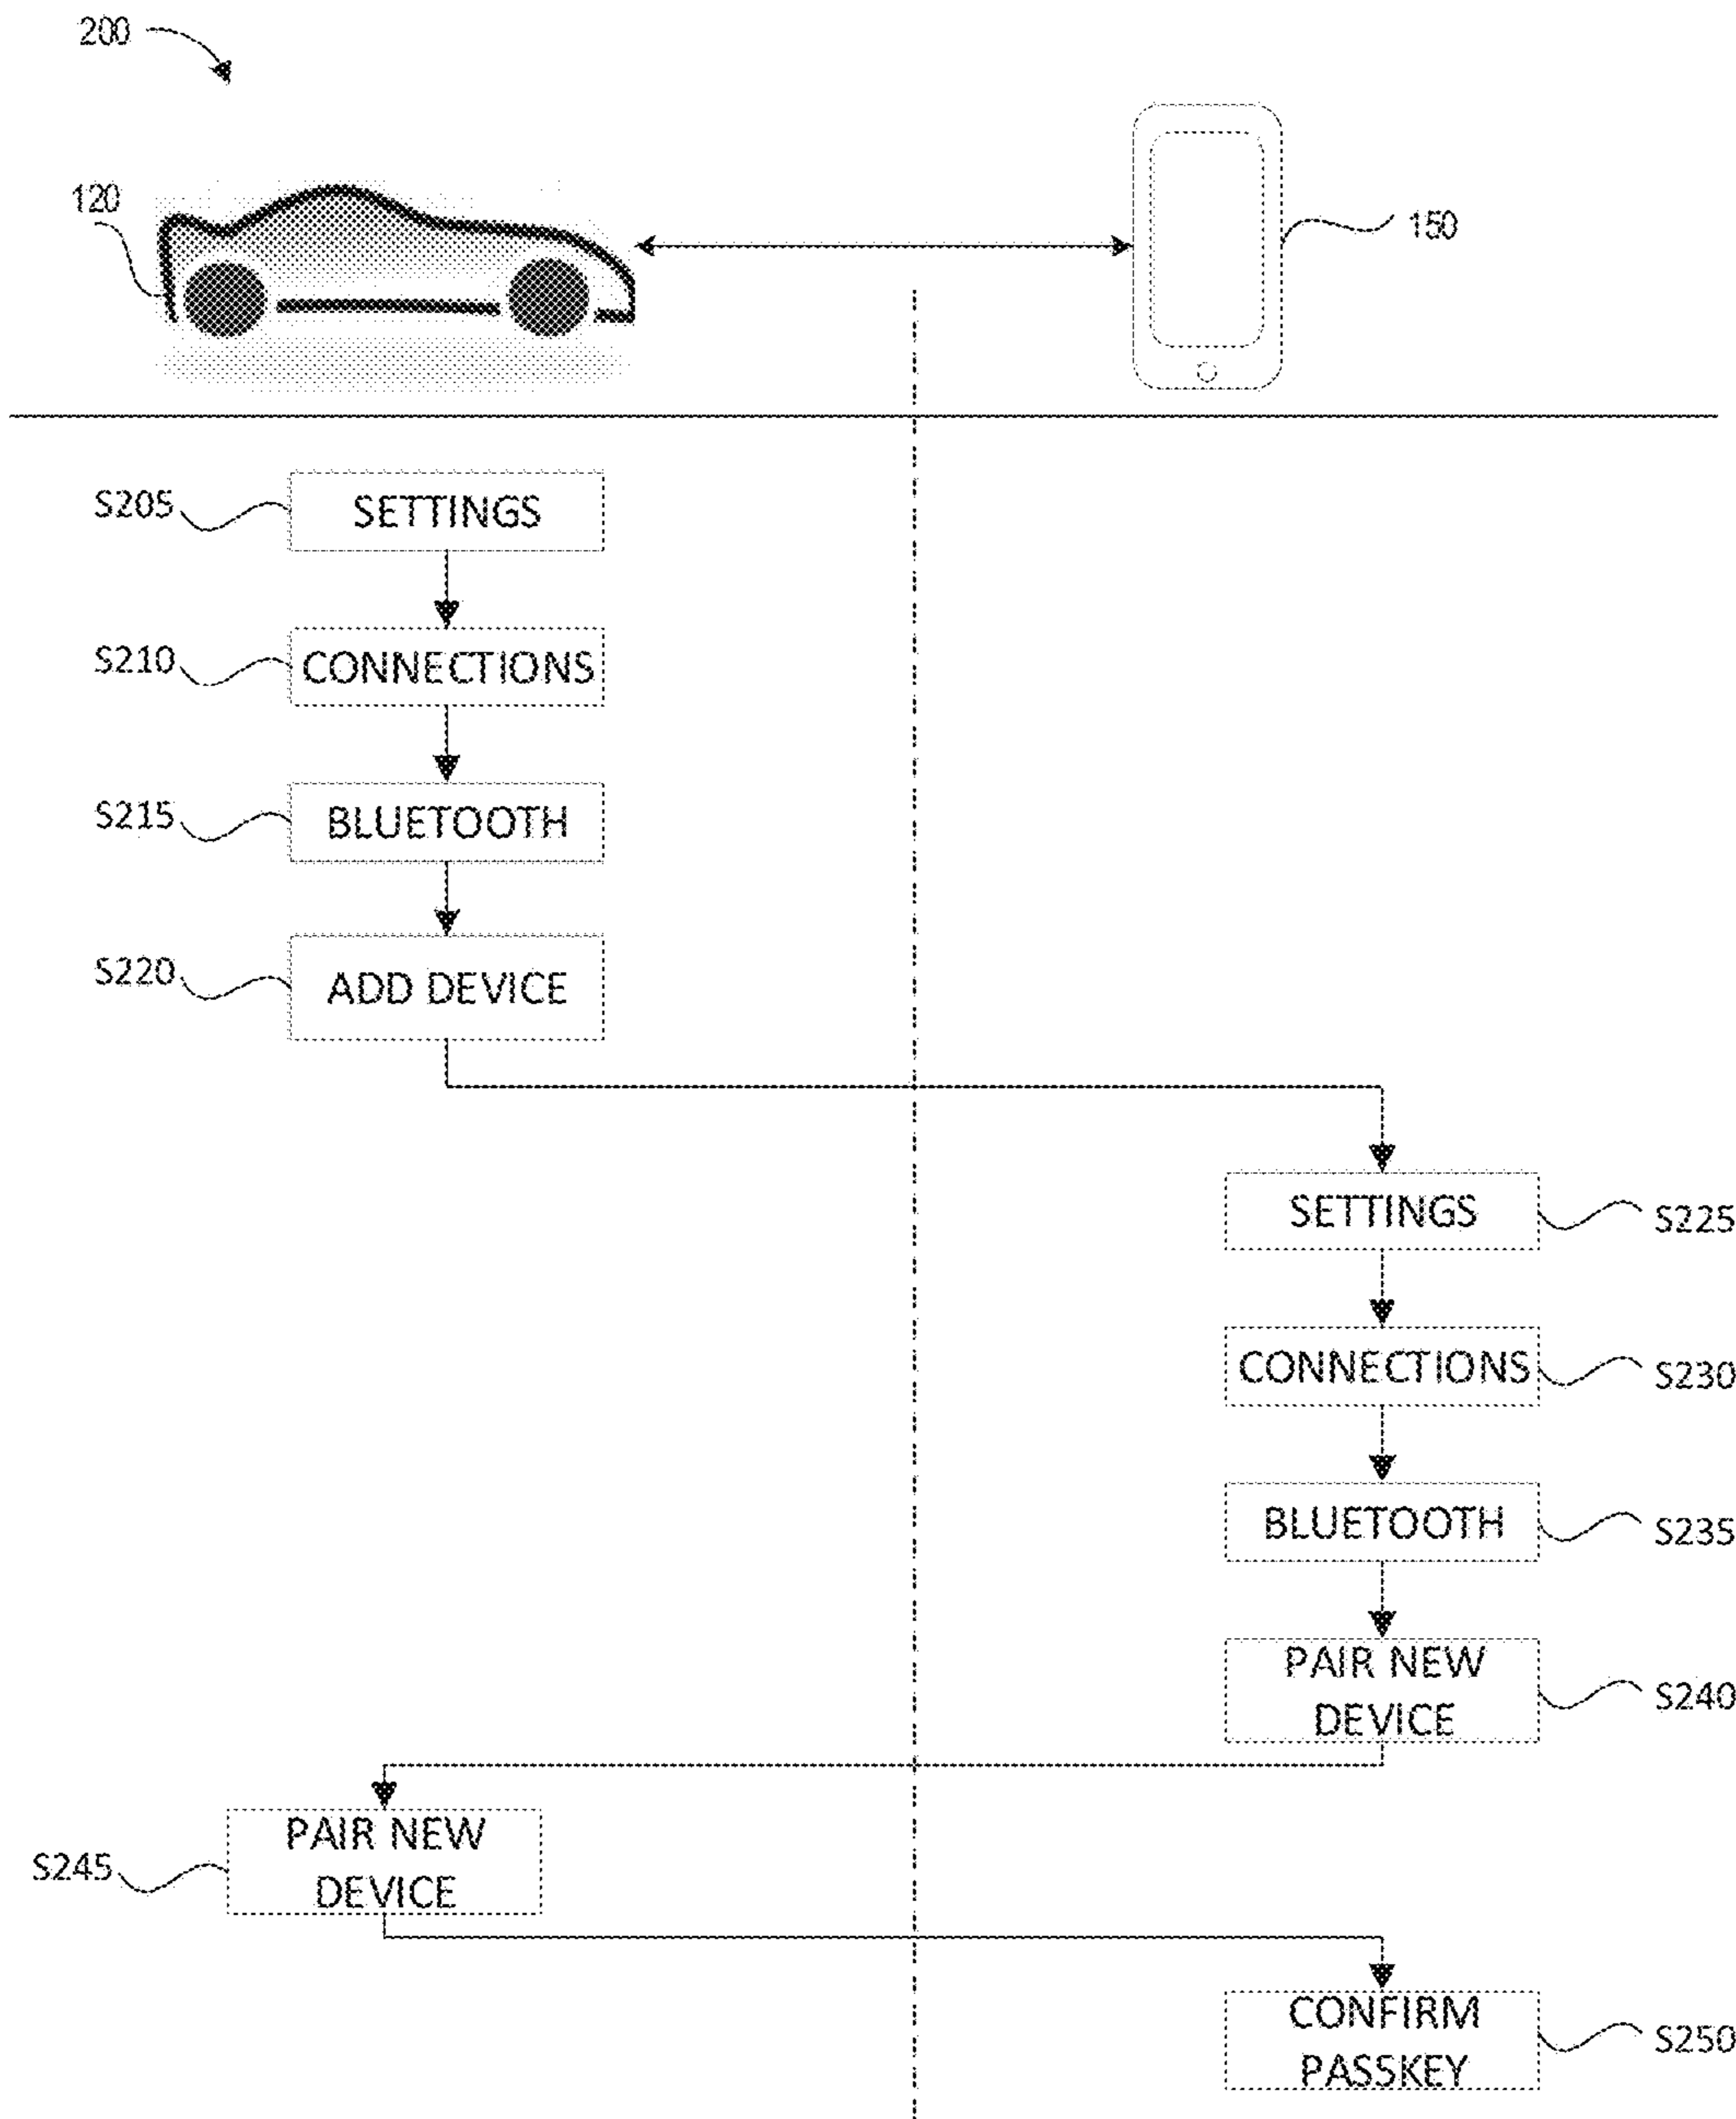 200
120
150
S205
SETTINGS
S210
CONNECTIONS
S215
BLUETOOTH
S220
ADD DEVICE
SETTINGS
S225
CONNECTIONS
S230
BLUETOOTH
S235
PAIR NEW
DEVICE
S240
PAIR NEW
DEVICE
S245
CONFIRM
PASSKEY
S250